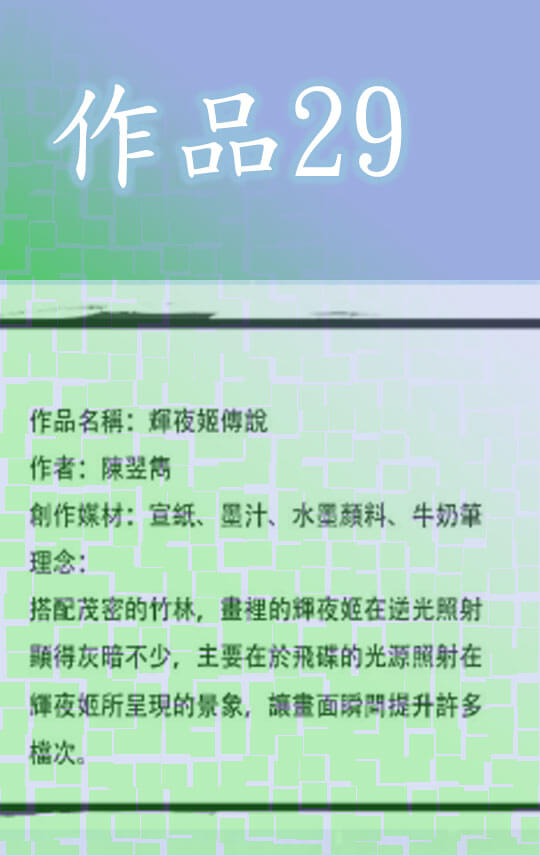 作品29
作品名稱：輝夜姬傳說
作者：陳翌雋
創作媒材：宣紙、墨汁、水墨顏料、牛奶筆
理念：
搭配茂密的竹林，畫裡的輝夜姬在逆光照射
顯得灰暗不少，主要在於飛碟的光源照射在
輝夜姬所呈現的景象，讓畫面瞬間提升許多
檔次。